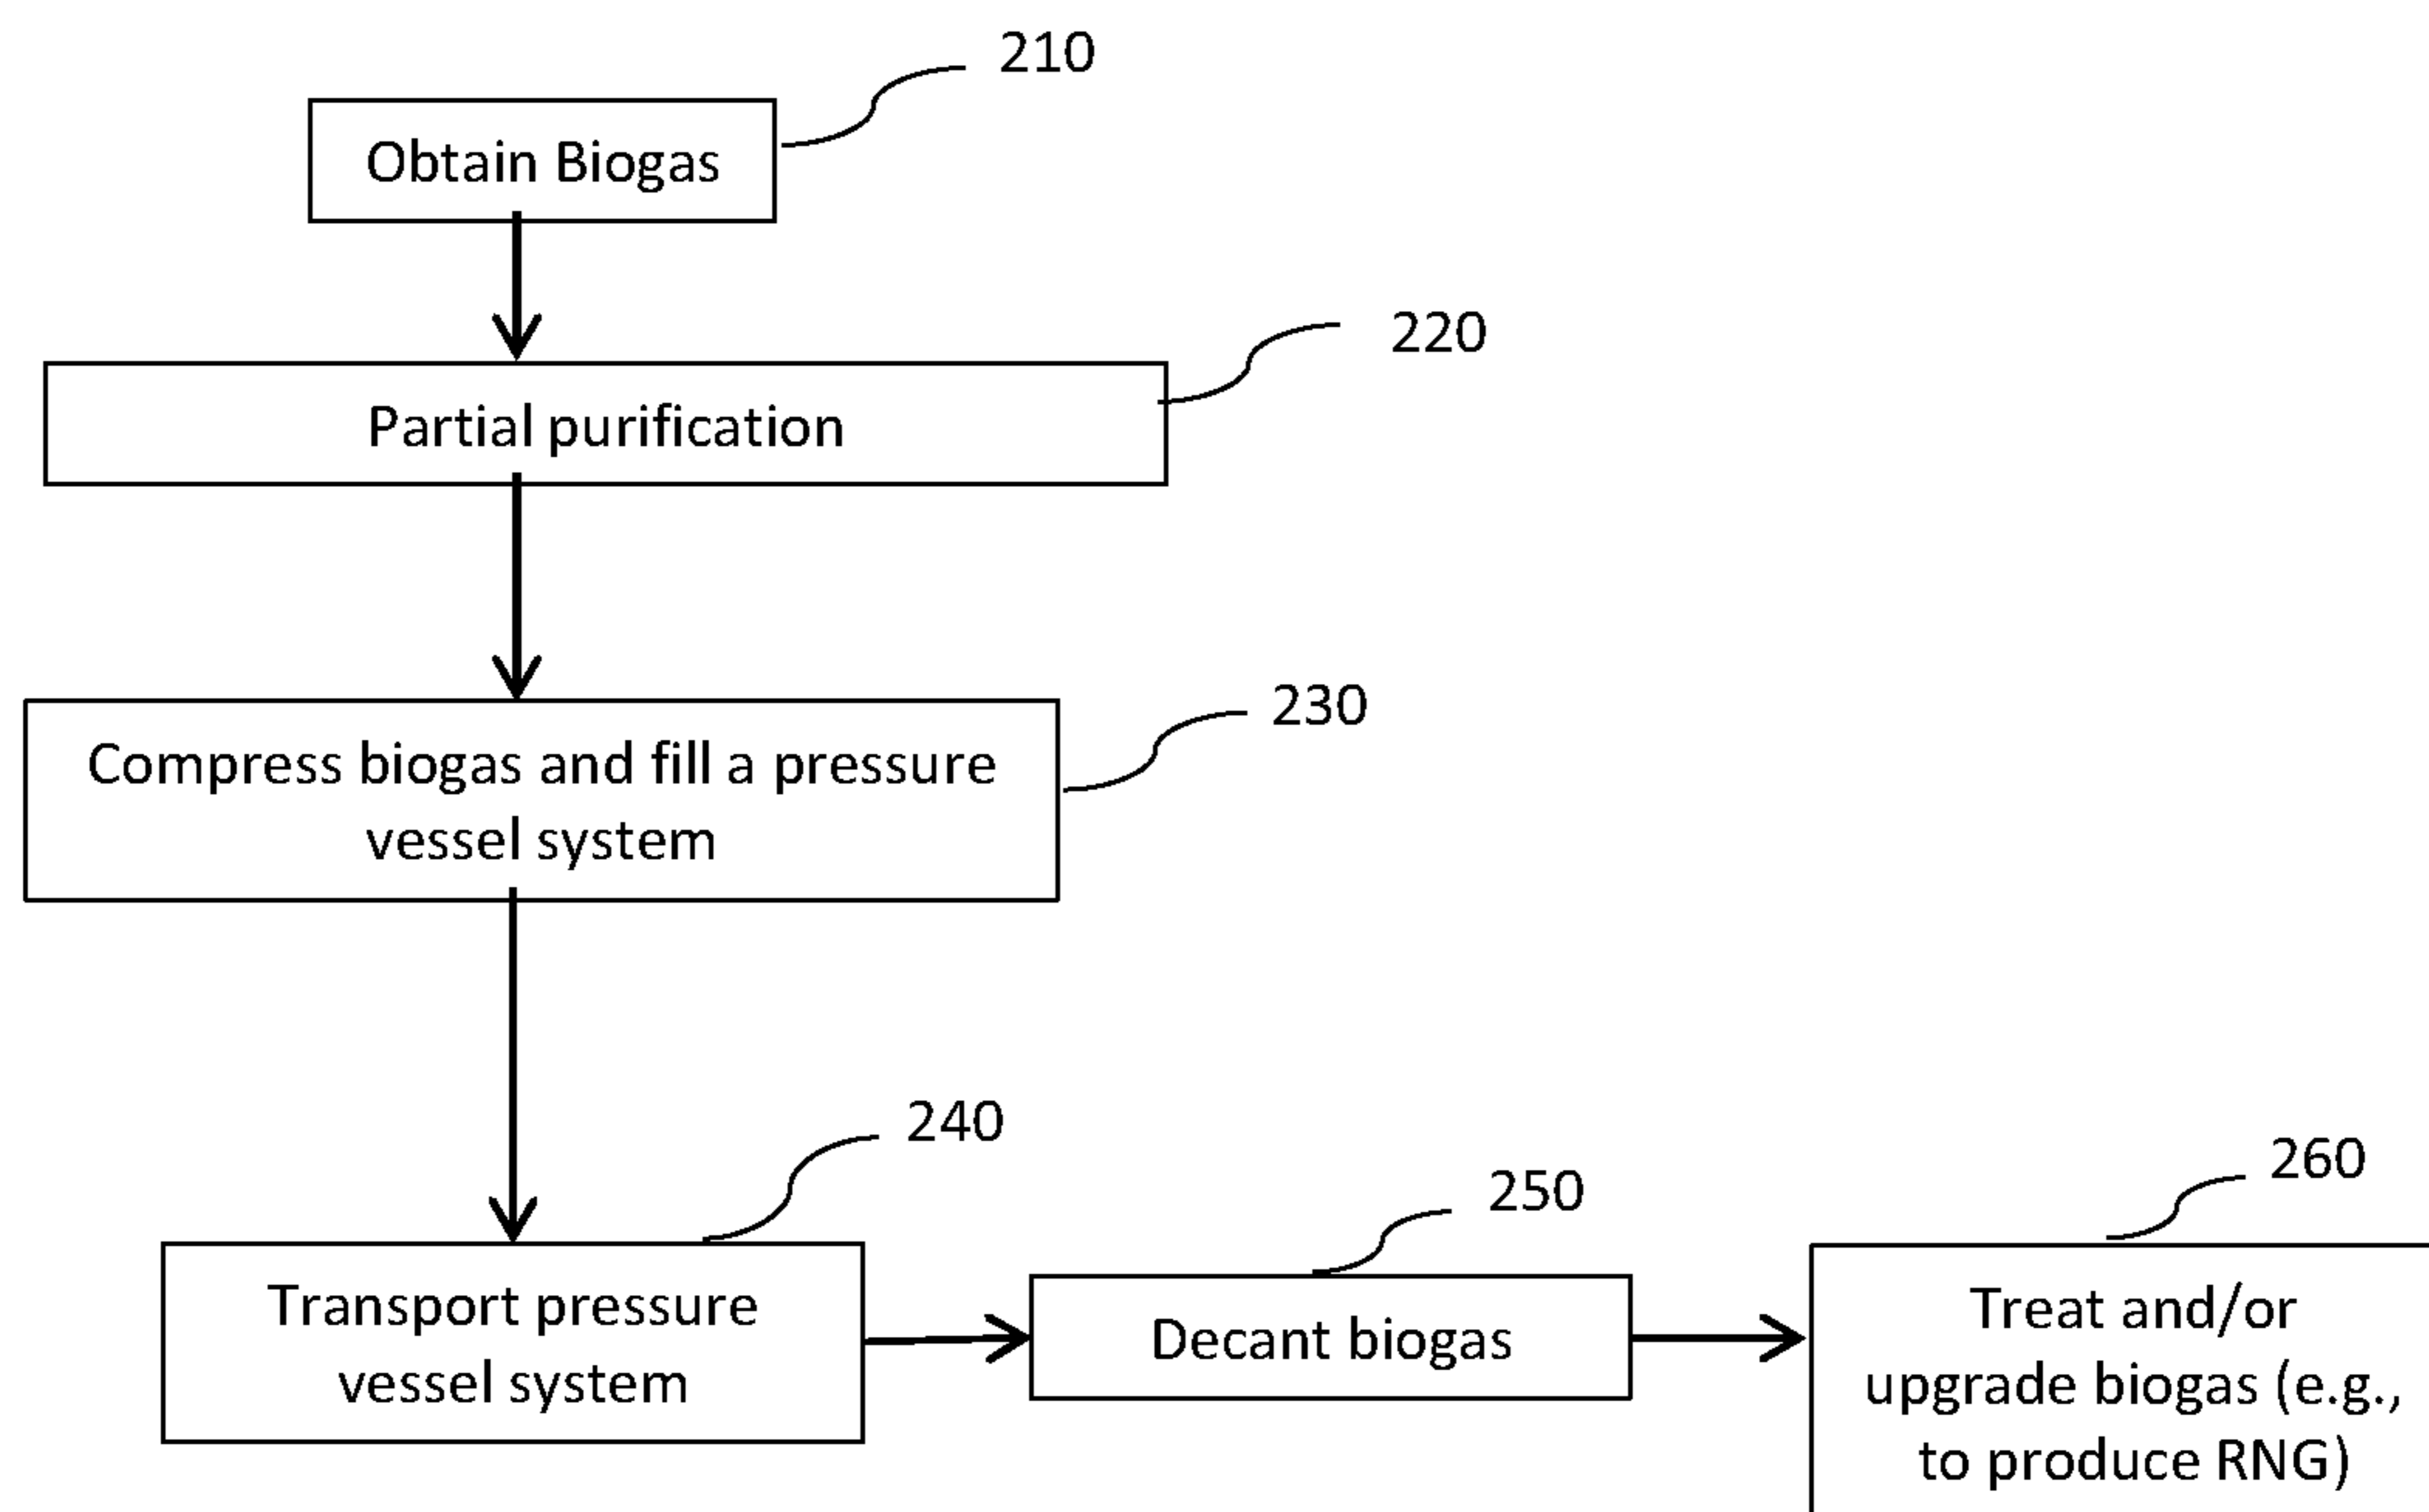 210
Obtain Biogas
220
Partial purification
230
Compress biogas and fill a pressure
vessel system
240
Transport pressure
vessel system
250
Decant biogas
260
Treat and/or
upgrade biogas (e.g.,
to produce RNG)